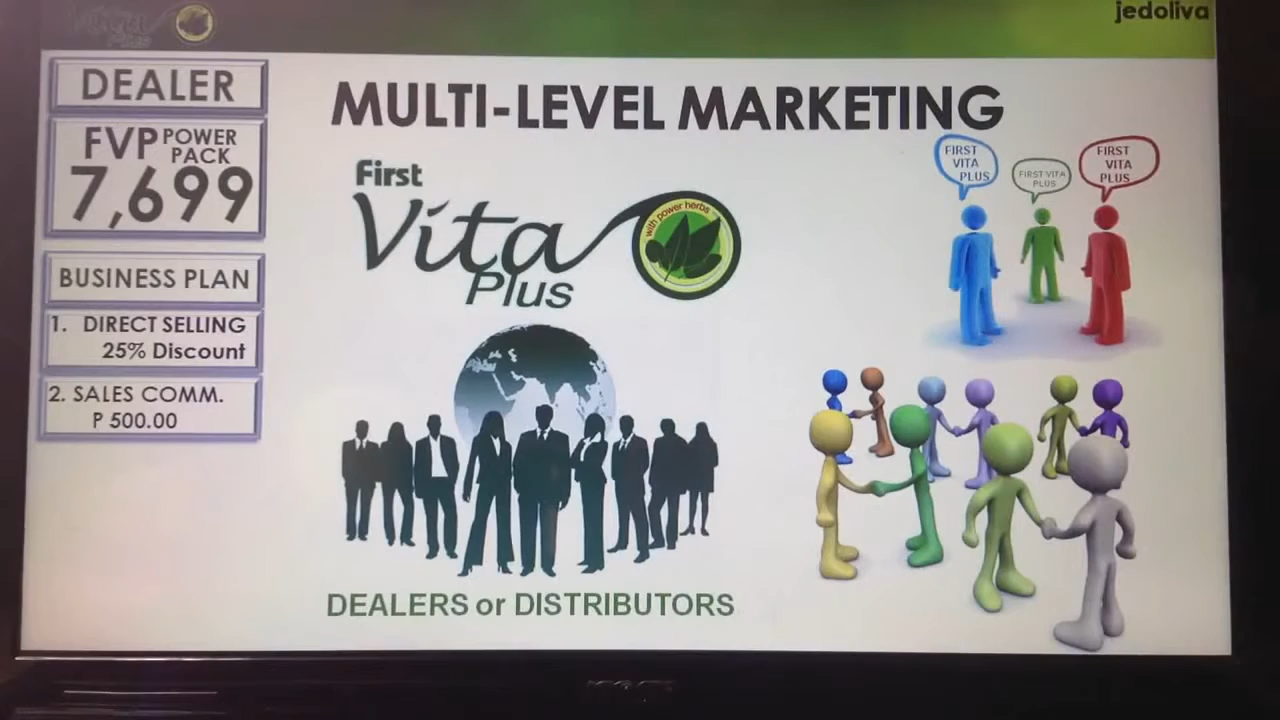 jedoliva
DEALER
FVP POWER
PACK
7,699
BUSINESS PLAN
1. DIRECT SELLING
25% Discount
2. SALES COMM.
P 500.00
MULTI-LEVEL MARKETING
First
Vita
Plus
with power herbs
DEALERS or DISTRIBUTORS
FIRST
VITA
PLUS
FIRST VITA
PLUS
FIRST
VITA
PLUS